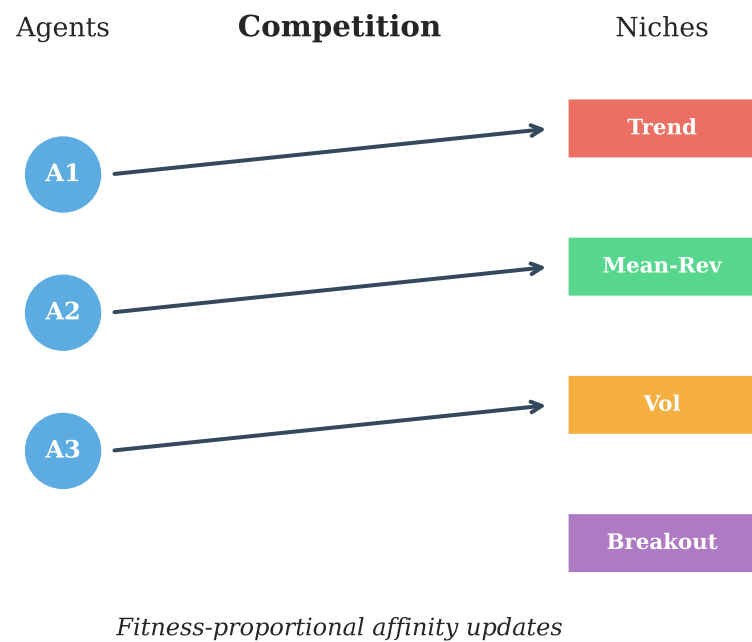 Agents Competition Niches
Trend
A1
Mean-Rev
A2
Vol
A3
Breakout
Fitness-proportional affinity updates